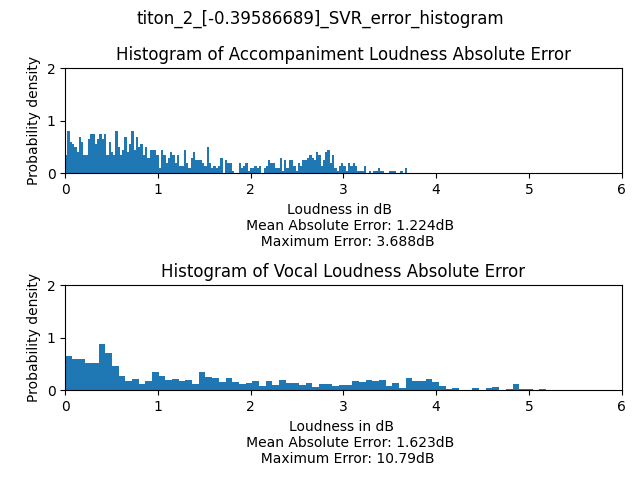 titon_2_[-0.39586689]_SVR_error_histogram
Histogram of Accompaniment Loudness Absolute Error
Probability density
2
1
0
0 1 2 3 4 5 6
Loudness in dB
Mean Absolute Error: 1.224dB
Maximum Error: 3.688dB
Histogram of Vocal Loudness Absolute Error
Probability density
2
1
0
0 1 2 3 4 5 6
Loudness in dB
Mean Absolute Error: 1.623dB
Maximum Error: 10.79dB